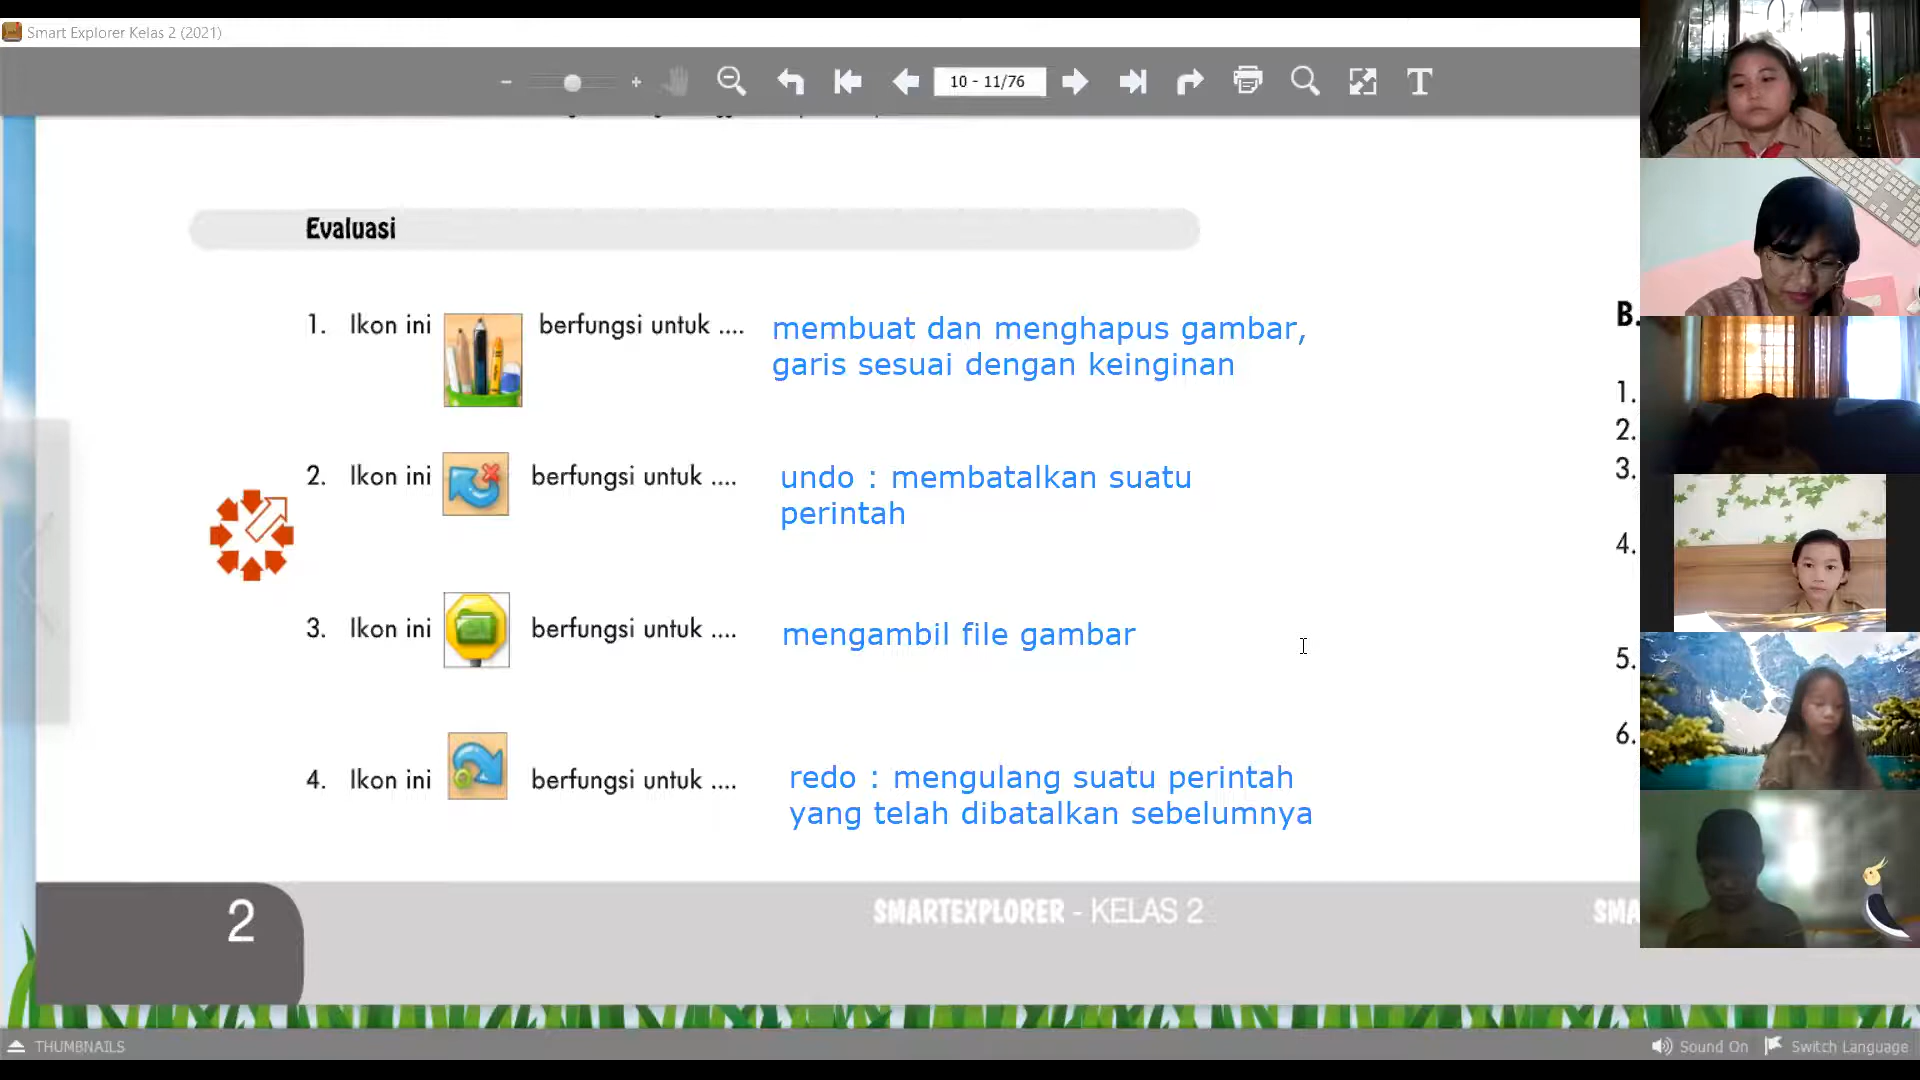 Smart Explorer Kelas 2 (2021)
10 - 11/76
T
Evaluasi
1. Ikon ini berfungsi untuk .... membuat dan menghapus gambar,
garis sesuai dengan keinginan
2. Ikon ini berfungsi untuk .... undo : membatalkan suatu
perintah
3. Ikon ini berfungsi untuk .... mengambil file gambar
4. Ikon ini berfungsi untuk .... redo : mengulang suatu perintah
yang telah dibatalkan sebelumnya
B.
1.
2.
3.
4.
5.
6.
2
SMARTEXPLORER - KELAS 2
SMA
THUMBNAILS
Sound On
Switch Language